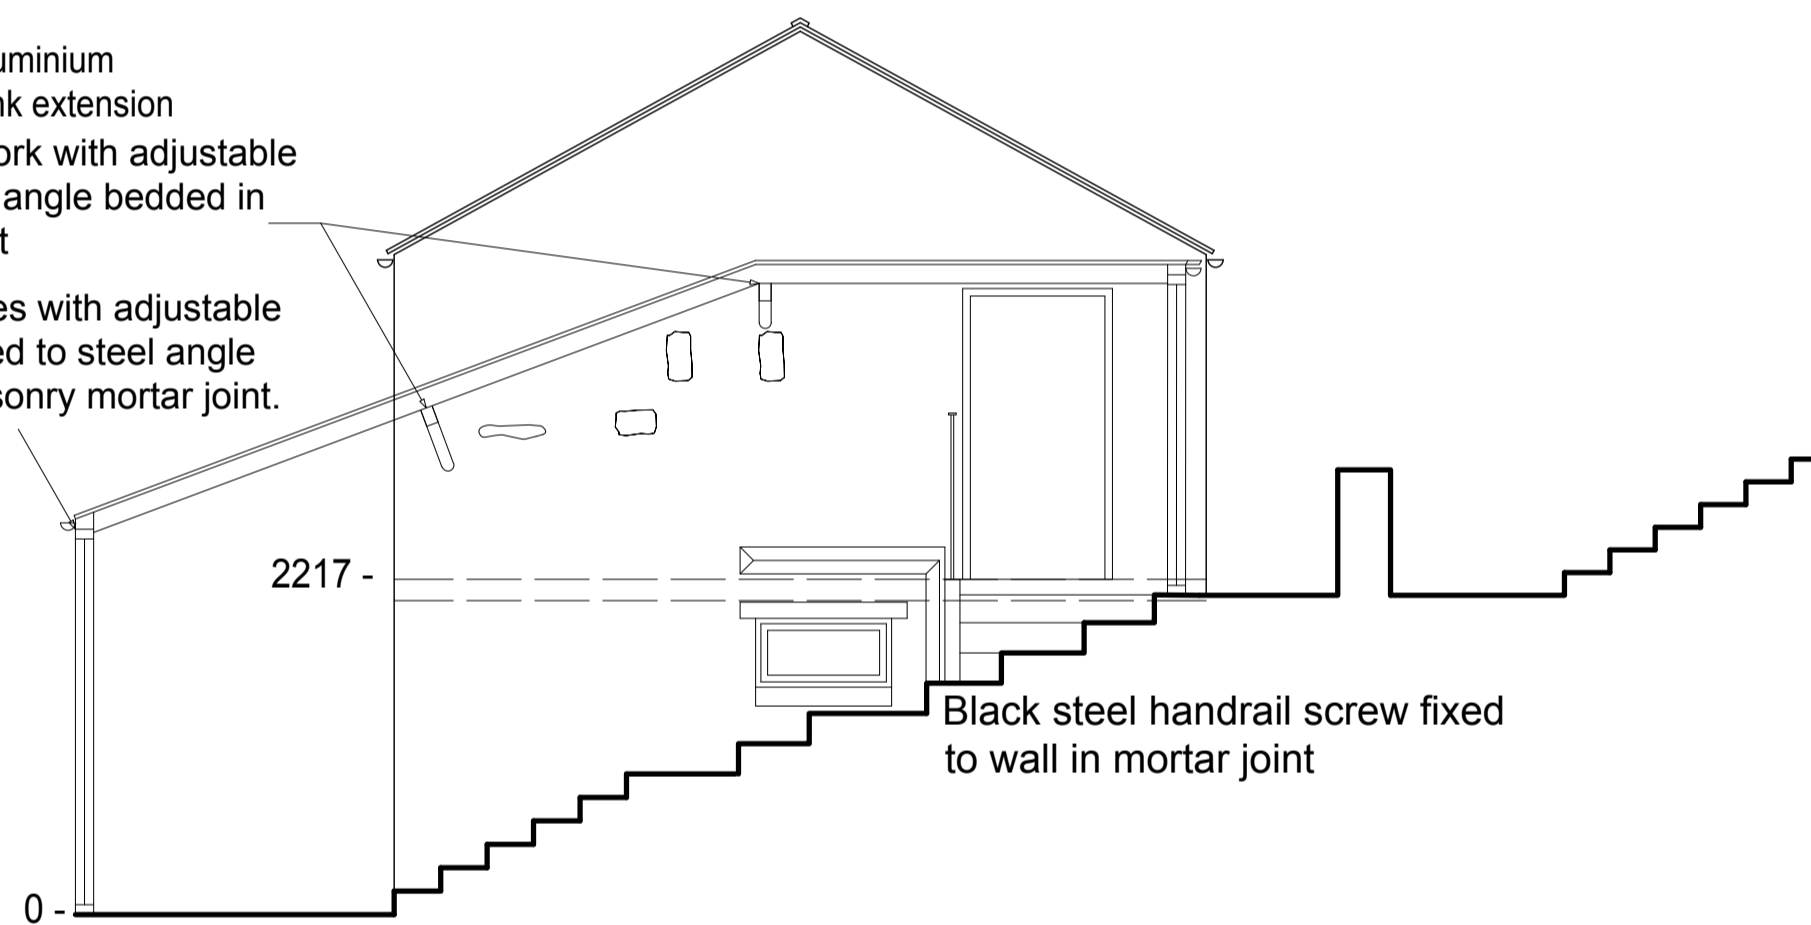 uminium
nk extension
ork with adjustable
angle bedded in
t
es with adjustable
ed to steel angle
sonry mortar joint.
2217 -
Black steel handrail screw fixed
to wall in mortar joint
0 -